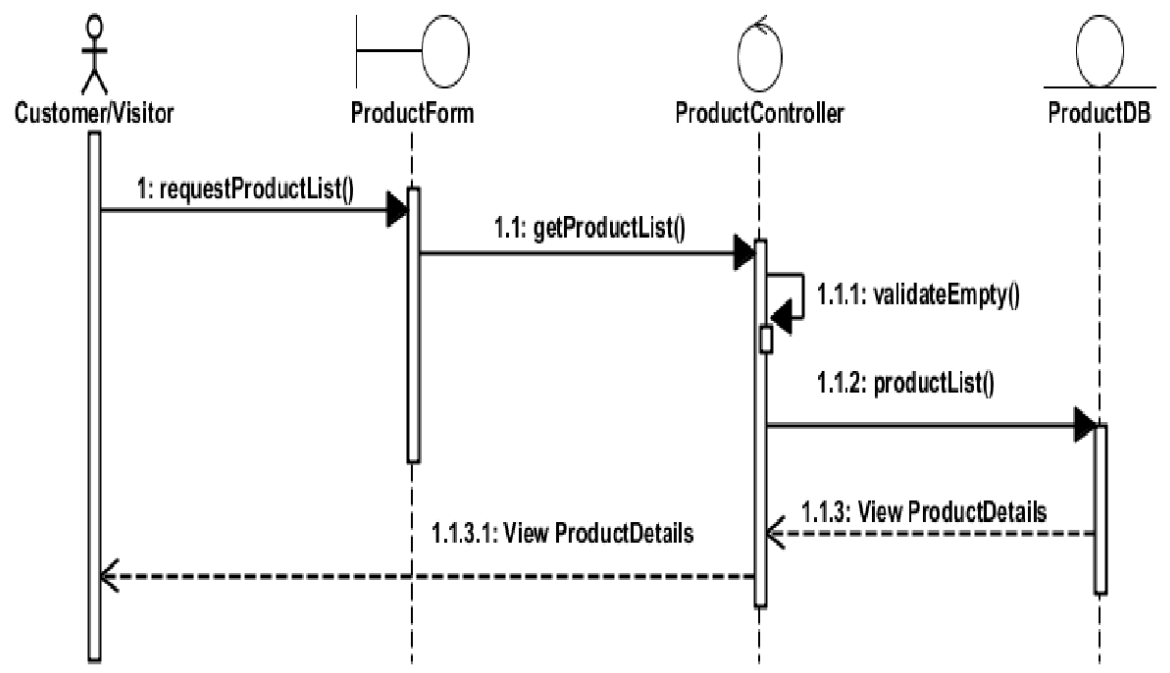 Customer/Visitor
ProductForm
ProductController
ProductDB
1: requestProductList()
1.1: getProductList()
1.1.1: validateEmpty()
1.1.2: productList()
1.1.3: View ProductDetails
1.1.3.1: View ProductDetails